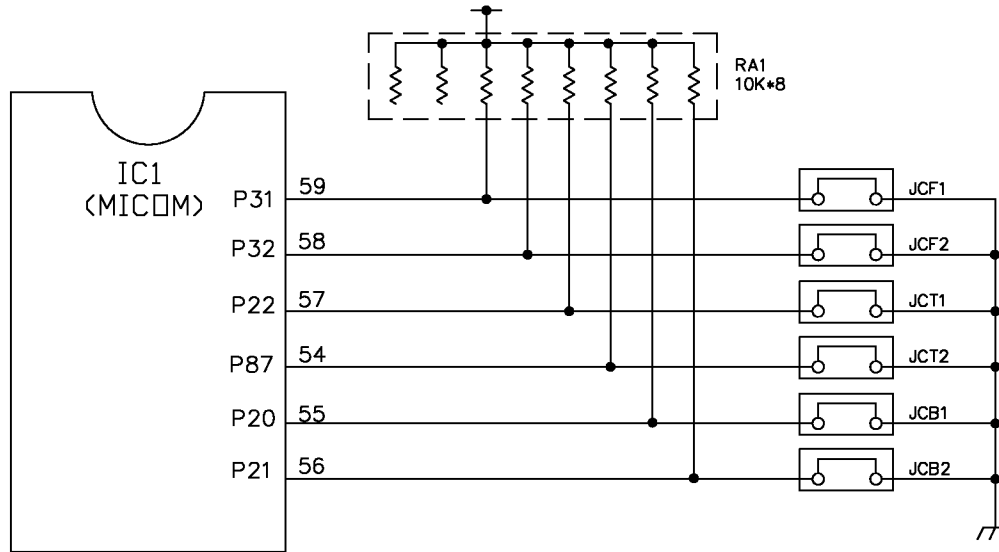 RA1
10K*8
IC1
(MICOM)
P31 59 JCF1
P32 58 JCF2
P22 57 JCT1
P87 54 JCT2
P20 55 JCB1
P21 56 JCB2